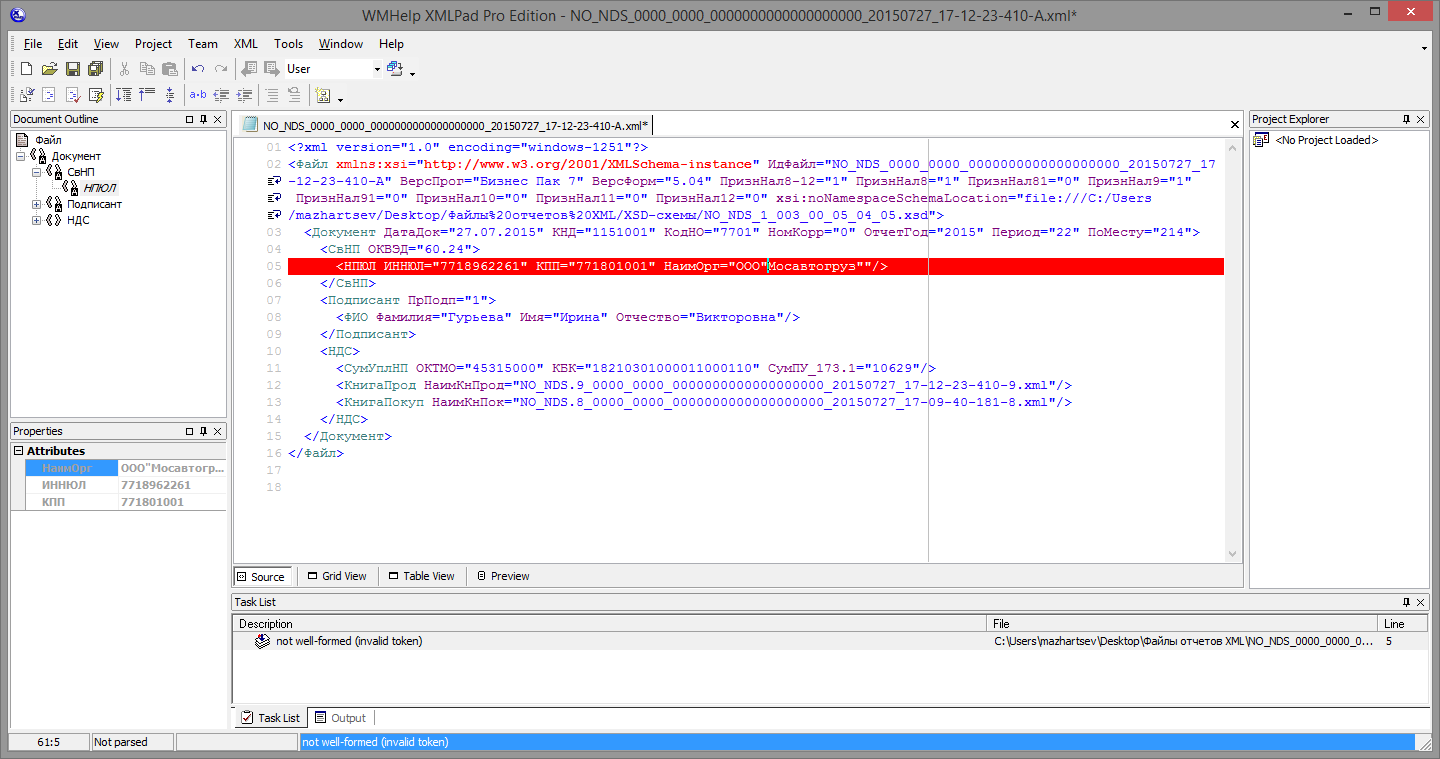 WMHelp XMLPad Pro Edition - NO_NDS_0000_0000_0000000000000000000_20150727_17-12-23-410-A.xml*
File Edit View Project Team XML Tools Window Help
User
a·b
Document Outline
Файл
Документ
СвНП
НПЮЛ
Подписант
НДС
Properties
Attributes
НаимОрг ООО"Мосавтогр...
ИННЮЛ 7718962261
КПП 771801001
NO_NDS_0000_0000_0000000000000000000_20150727_17-12-23-410-A.xml*
01 <?xml version="1.0" encoding="windows-1251"?>
02 <Файл xmlns:xsi="http://www.w3.org/2001/XMLSchema-instance" ИдФайл="NO_NDS_0000_0000_0000000000000000000_20150727_17
-12-23-410-A" ВерсПрог="Бизнес Пак 7" ВерсФорм="5.04" ПризнНал8-12="1" ПризнНал8="1" ПризнНал81="0" ПризнНал9="1"
ПризнНал91="0" ПризнНал10="0" ПризнНал11="0" ПризнНал12="0" xsi:noNamespaceSchemaLocation="file:///C:/Users
/mazhartsev/Desktop/Файлы%20отчетов%20XML/XSD-схемы/NO_NDS_1_003_00_05_04_05.xsd">
03 <Документ ДатаДок="27.07.2015" КНД="1151001" КодНО="7701" НомКорр="0" ОтчетГод="2015" Период="22" ПоМесту="214">
04 <СвНП ОКВЭД="60.24">
05 <НПЮЛ ИННЮЛ="7718962261" КПП="771801001" НаимОрг="ООО"Мосавтогруз""/>
06 </СвНП>
07 <Подписант ПрПодп="1">
08 <ФИО Фамилия="Гурьева" Имя="Ирина" Отчество="Викторовна"/>
09 </Подписант>
10 <НДС>
11 <СумУплНП ОКТМО="45315000" КБК="18210301000011000110" СумПУ_173.1="10629"/>
12 <КнигаПрод НаимКнПрод="NO_NDS.9_0000_0000_0000000000000000000_20150727_17-12-23-410-9.xml"/>
13 <КнигаПокуп НаимКнПок="NO_NDS.8_0000_0000_0000000000000000000_20150727_17-09-40-181-8.xml"/>
14 </НДС>
15 </Документ>
16 </Файл>
17
18
Source Grid View Table View Preview
Project Explorer
<No Project Loaded>
Task List
Description File Line
not well-formed (invalid token) C:\Users\mazhartsev\Desktop\Файлы отчетов XML\NO_NDS_0000_0000_0... 5
Task List Output
61:5 Not parsed not well-formed (invalid token)